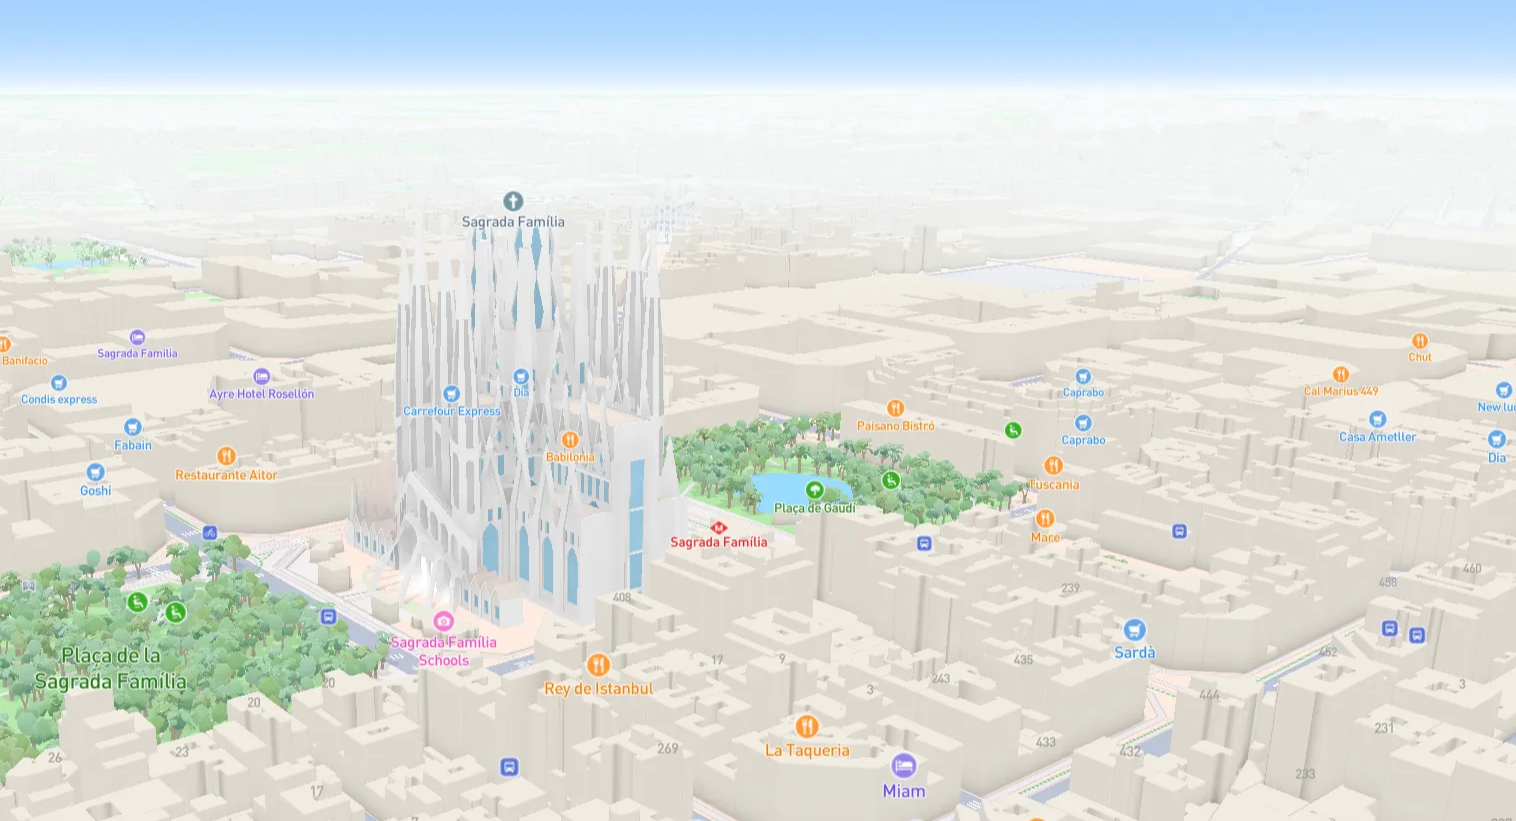 Sagrada Família
Banifacio
Sagrada Familia
Condis express
Ayre Hotel Rosellón
Carrefour Express
Dia
Fabain
Babilonia
Paisano Bistró
Caprabo
Caprabo
Cal Marius 449
Chut
Casa Ametller
Dia
Goshi
Restaurante Aitor
Tuscania
Plaça de Gaudí
Mare
Sagrada Família
408
239
458
460
Sagrada Família
Schools
Sardà
Plaça de la
Sagrada Família
Rey de Istanbul
17
9
435
452
243
3
444
3
20
20
231
La Taqueria
269
433
432
26
23
233
17
Miam